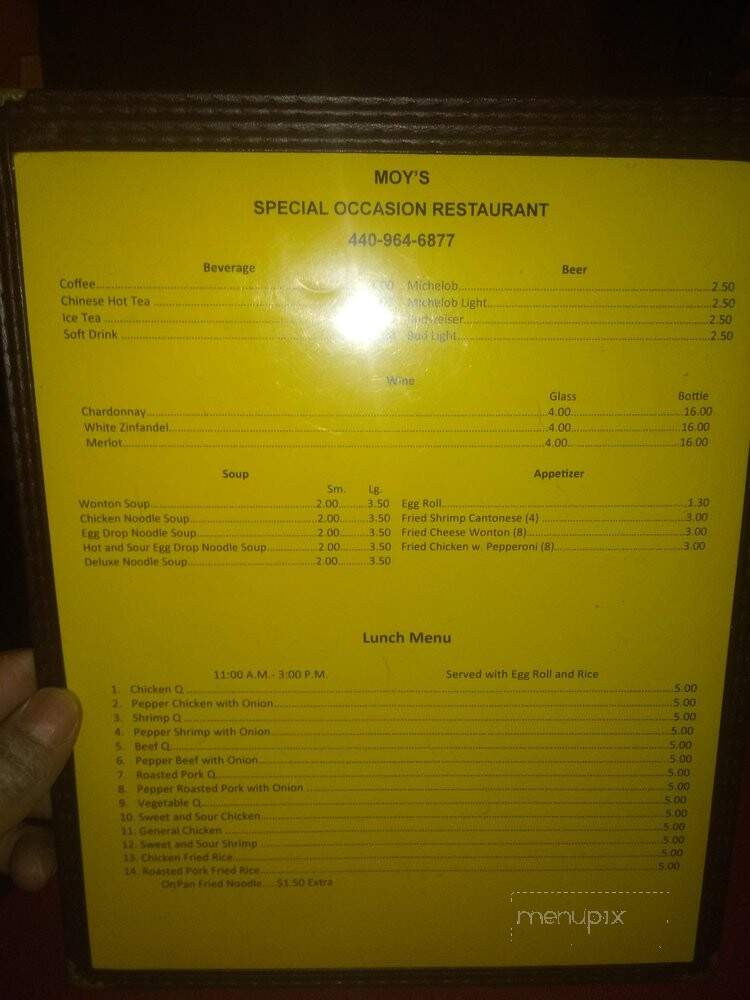 MOY'S
SPECIAL OCCASION RESTAURANT
440-964-6877
Beverage
Coffee
Chinese Hot Tea
Ice Tea
Soft Drink
Beer
Michelob 2.50
Michelob Light 2.50
Budweiser 2.50
Bud Light 2.50
Wine
Glass Bottle
Chardonnay 4.00 16.00
White Zinfandel 4.00 16.00
Merlot 4.00 16.00
Soup
Sm. Lg.
Wonton Soup 2.00 3.50
Chicken Noodle Soup 2.00 3.50
Egg Drop Noodle Soup 2.00 3.50
Hot and Sour Egg Drop Noodle Soup 2.00 3.50
Deluxe Noodle Soup 2.00 3.50
Appetizer
Egg Roll 1.30
Fried Shrimp Cantonese (4) 3.00
Fried Cheese Wonton (8) 3.00
Fried Chicken w. Pepperoni (8) 3.00
Lunch Menu
11:00 A.M. - 3:00 P.M. Served with Egg Roll and Rice
1. Chicken Q 5.00
2. Pepper Chicken with Onion 5.00
3. Shrimp Q 5.00
4. Pepper Shrimp with Onion 5.00
5. Beef Q 5.00
6. Pepper Beef with Onion 5.00
7. Roasted Pork Q 5.00
8. Pepper Roasted Pork with Onion 5.00
9. Vegetable Q 5.00
10. Sweet and Sour Chicken 5.00
11. General Chicken 5.00
12. Sweet and Sour Shrimp 5.00
13. Chicken Fried Rice 5.00
14. Roasted Pork Fried Rice 5.00
OnPan Fried Noodle....$1.50 Extra
menupix